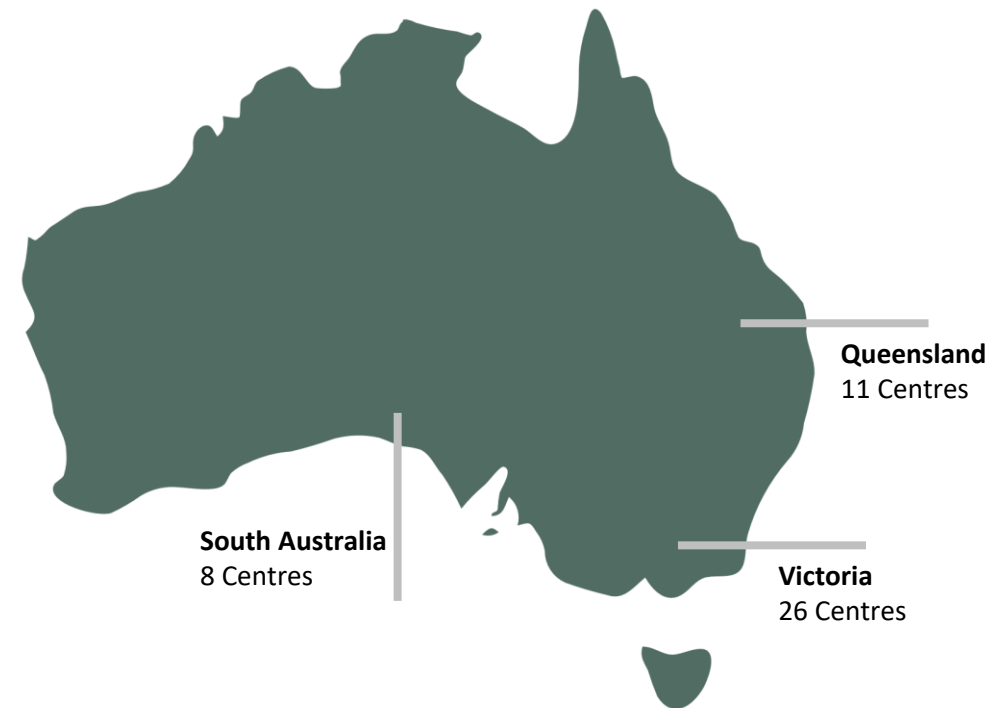 Queensland
11 Centres
South Australia
8 Centres
Victoria
26 Centres